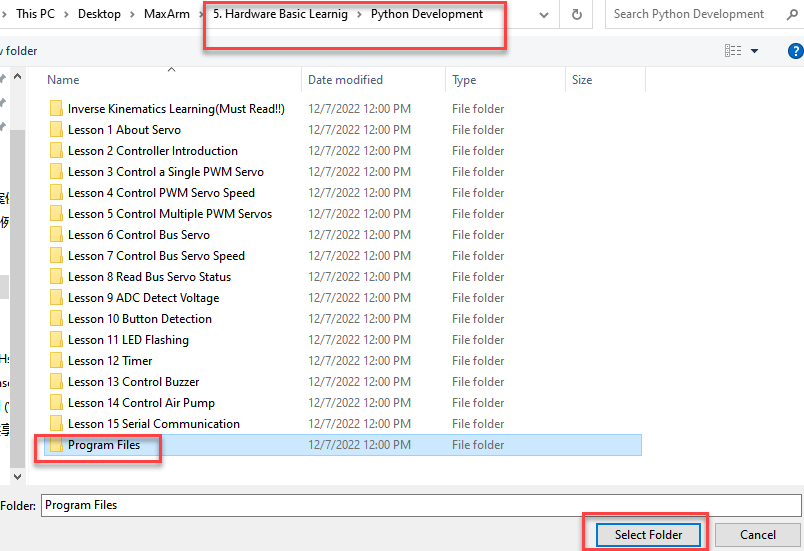 This PC > Desktop > MaxArm > 5. Hardware Basic Learnig > Python Development
Search Python Development
folder
Name Date modified Type Size
Inverse Kinematics Learning(Must Read!!) 12/7/2022 12:00 PM File folder
Lesson 1 About Servo 12/7/2022 12:00 PM File folder
Lesson 2 Controller Introduction 12/7/2022 12:00 PM File folder
Lesson 3 Control a Single PWM Servo 12/7/2022 12:00 PM File folder
Lesson 4 Control PWM Servo Speed 12/7/2022 12:00 PM File folder
Lesson 5 Control Multiple PWM Servos 12/7/2022 12:00 PM File folder
Lesson 6 Control Bus Servo 12/7/2022 12:00 PM File folder
Lesson 7 Control Bus Servo Speed 12/7/2022 12:00 PM File folder
Lesson 8 Read Bus Servo Status 12/7/2022 12:00 PM File folder
Lesson 9 ADC Detect Voltage 12/7/2022 12:00 PM File folder
Lesson 10 Button Detection 12/7/2022 12:00 PM File folder
Lesson 11 LED Flashing 12/7/2022 12:00 PM File folder
Lesson 12 Timer 12/7/2022 12:00 PM File folder
Lesson 13 Control Buzzer 12/7/2022 12:00 PM File folder
Lesson 14 Control Air Pump 12/7/2022 12:00 PM File folder
Lesson 15 Serial Communication 12/7/2022 12:00 PM File folder
Program Files 12/7/2022 12:00 PM File folder
Folder: Program Files
Select Folder Cancel